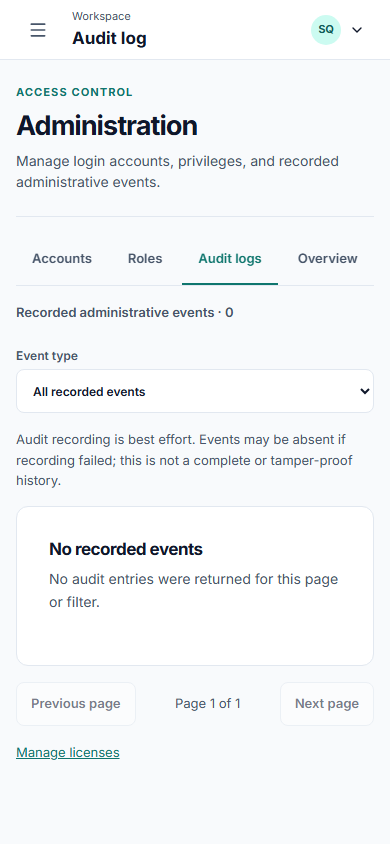 Workspace
Audit log
SQ
ACCESS CONTROL
Administration
Manage login accounts, privileges, and recorded
administrative events.
Accounts Roles Audit logs Overview
Recorded administrative events · 0
Event type
All recorded events
Audit recording is best effort. Events may be absent if
recording failed; this is not a complete or tamper-proof
history.
No recorded events
No audit entries were returned for this page
or filter.
Previous page Page 1 of 1 Next page
Manage licenses